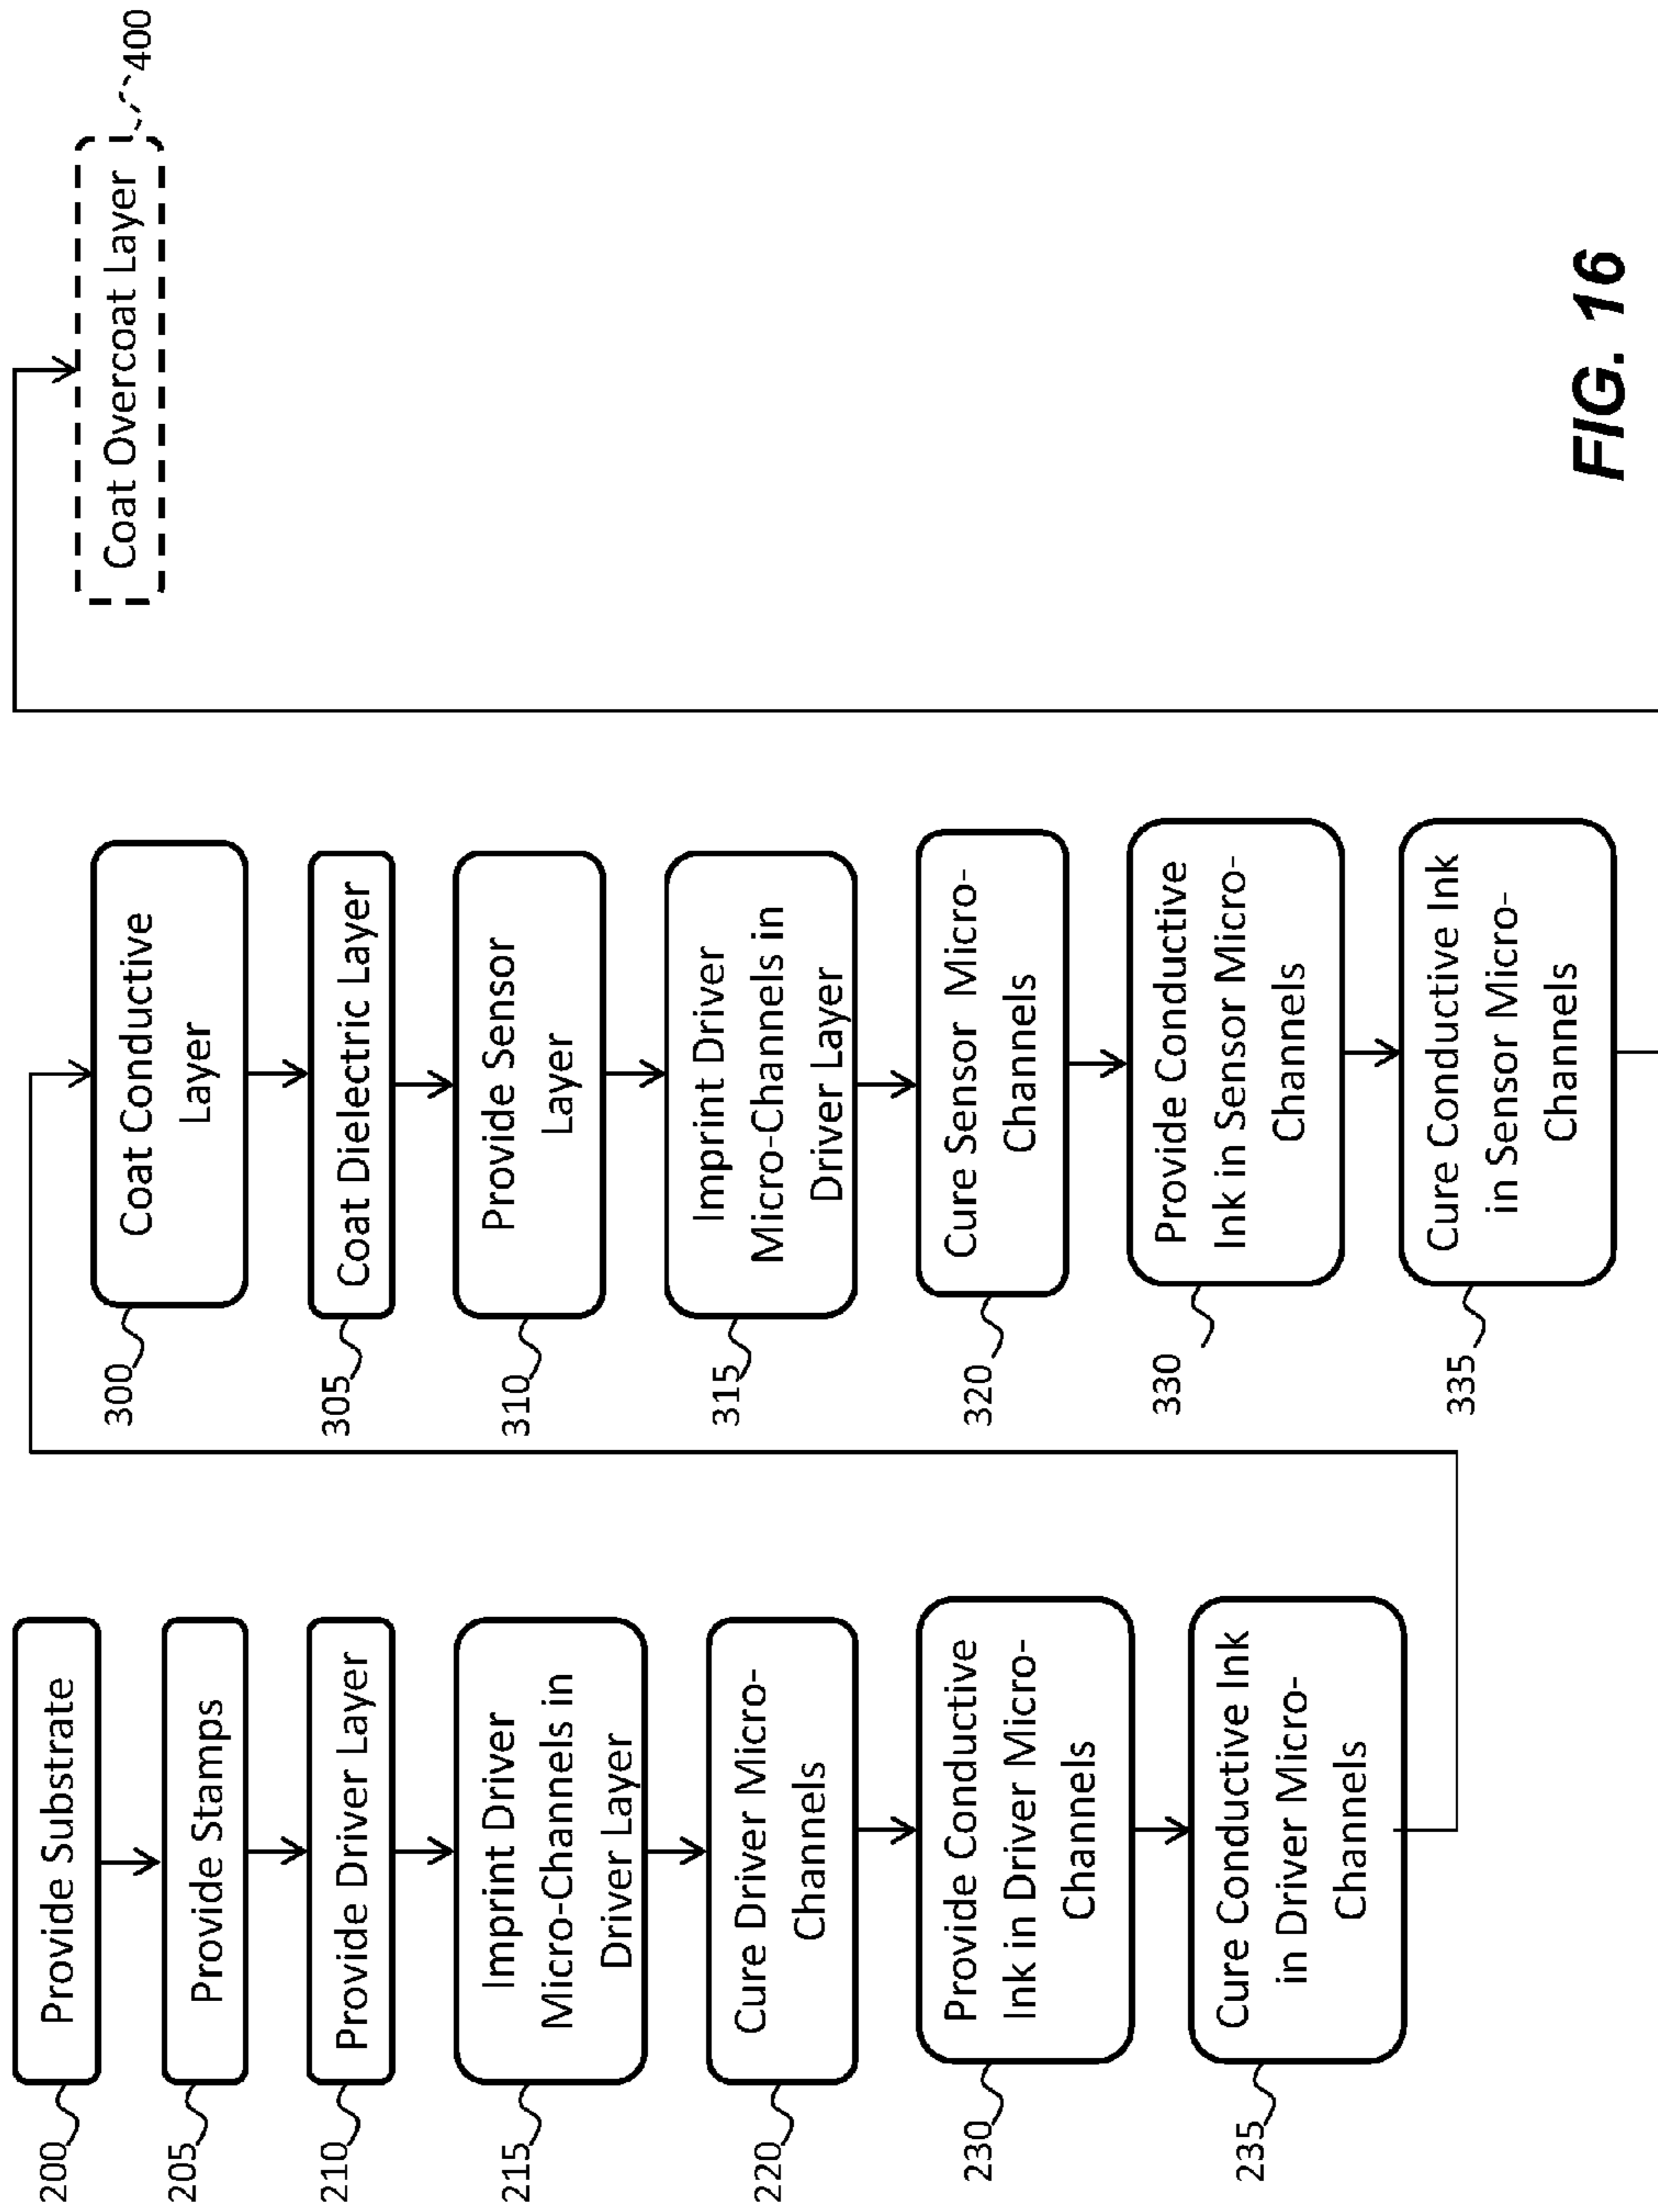 200
Provide Substrate
205
Provide Stamps
210
Provide Driver Layer
215
Imprint Driver
Micro-Channels in
Driver Layer
220
Cure Driver Micro-
Channels
230
Provide Conductive
Ink in Driver Micro-
Channels
235
Cure Conductive Ink
in Driver Micro-
Channels
300
Coat Conductive
Layer
305
Coat Dielectric Layer
310
Provide Sensor
Layer
315
Imprint Driver
Micro-Channels in
Driver Layer
320
Cure Sensor Micro-
Channels
330
Provide Conductive
Ink in Sensor Micro-
Channels
335
Cure Conductive Ink
in Sensor Micro-
Channels
Coat Overcoat Layer
400
FIG. 16